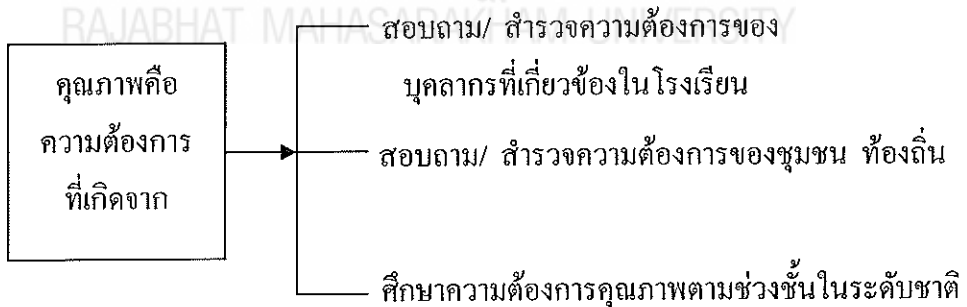 RAJABHAT MAHASARAKHAM UNIVERSITY
คุณภาพคือ
ความต้องการ
ที่เกิดจาก
สอบถาม/ สำรวจความต้องการของ
บุคลากรที่เกี่ยวข้องในโรงเรียน
สอบถาม/ สำรวจความต้องการของชุมชน ท้องถิ่น
ศึกษาความต้องการคุณภาพตามช่วงชั้นในระดับชาติ